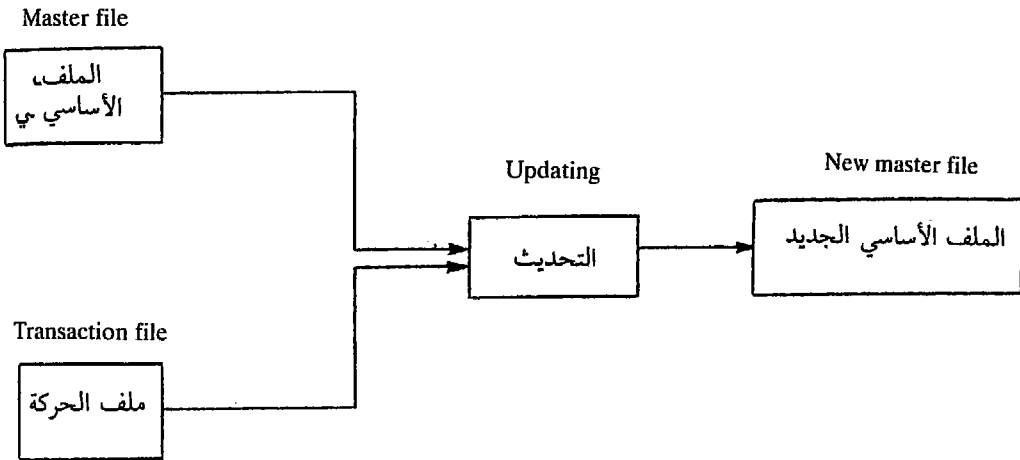 Master file
الملف
الأساسي
Updating
التحديث
New master file
الملف الأساسي الجديد
Transaction file
ملف الحركة